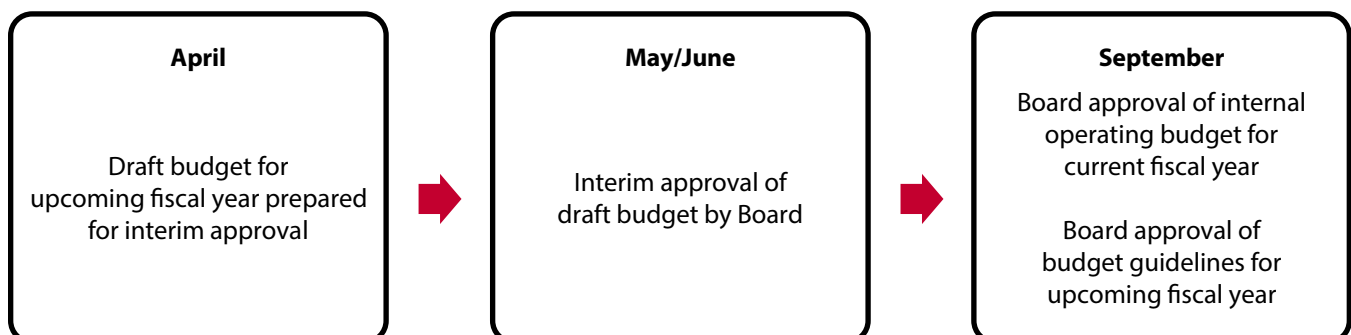 April
Draft budget for
upcoming fiscal year prepared
for interim approval
May/June
Interim approval of
draft budget by Board
September
Board approval of internal
operating budget for
current fiscal year
Board approval of
budget guidelines for
upcoming fiscal year